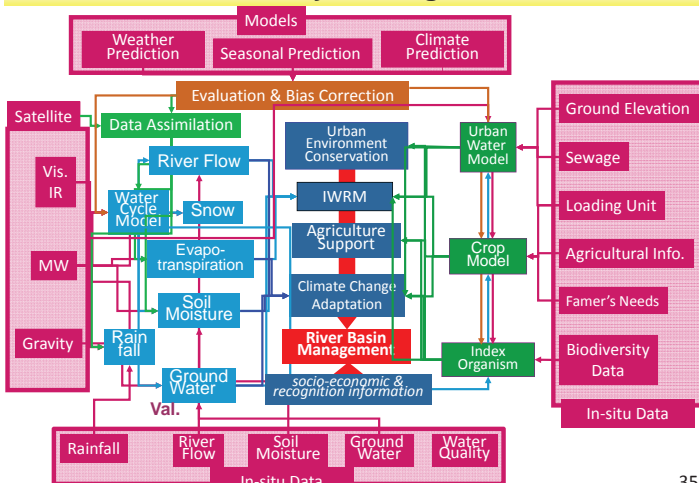 Models
Weather
Prediction
Seasonal Prediction
Climate
Prediction
Evaluation & Bias Correction
Satellite
Data Assimilation
Vis.
IR
MW
Gravity
River Flow
Water
Cycle
Model
Snow
Evapo-
transpiration
Soil
Moisture
Rain
fall
Ground
Water
Val.
Urban
Environment
Conservation
IWRM
Agriculture
Support
Climate Change
Adaptation
River Basin
Management
socio-economic &
recognition information
Urban
Water
Model
Crop
Model
Index
Organism
Ground Elevation
Sewage
Loading Unit
Agricultural Info.
Famer's Needs
Biodiversity
Data
In-situ Data
Rainfall
River
Flow
Soil
Moisture
Ground
Water
Water
Quality
In-situ Data
35